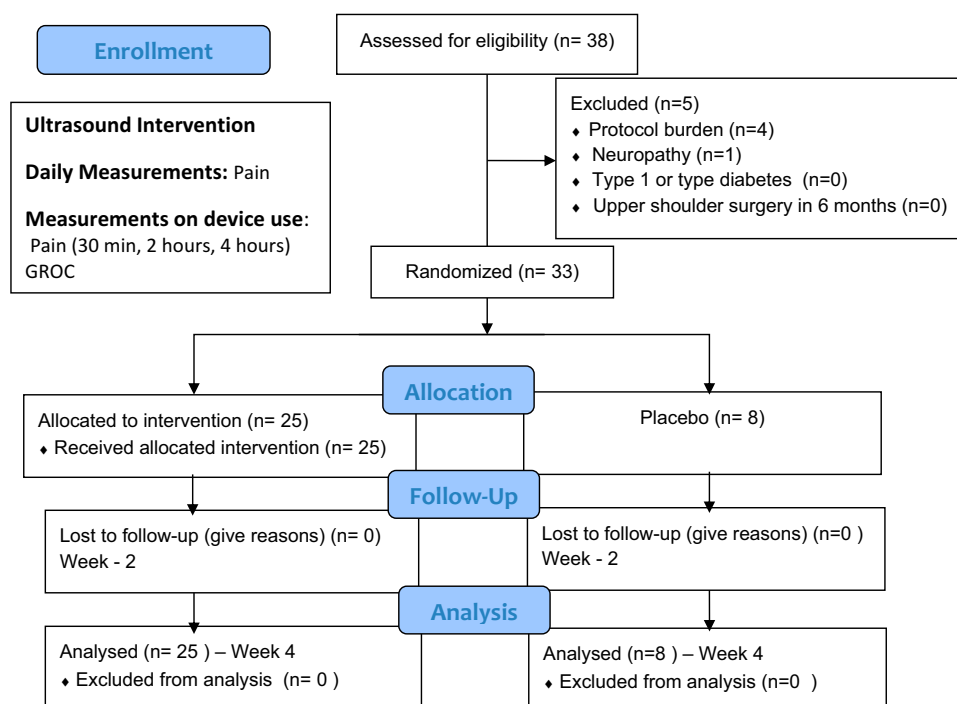 Enrollment
Assessed for eligibility (n= 38)
Ultrasound Intervention
Daily Measurements: Pain
Measurements on device use:
Pain (30 min, 2 hours, 4 hours)
GROC
Excluded (n=5)
♦ Protocol burden (n=4)
♦ Neuropathy (n=1)
♦ Type 1 or type diabetes (n=0)
♦ Upper shoulder surgery in 6 months (n=0)
Randomized (n= 33)
Allocation
Allocated to intervention (n= 25)
♦ Received allocated intervention (n= 25)
Placebo (n= 8)
Follow-Up
Lost to follow-up (give reasons) (n= 0)
Week - 2
Lost to follow-up (give reasons) (n=0 )
Week - 2
Analysis
Analysed (n= 25 ) – Week 4
♦ Excluded from analysis (n= 0 )
Analysed (n=8 ) – Week 4
♦ Excluded from analysis (n=0 )